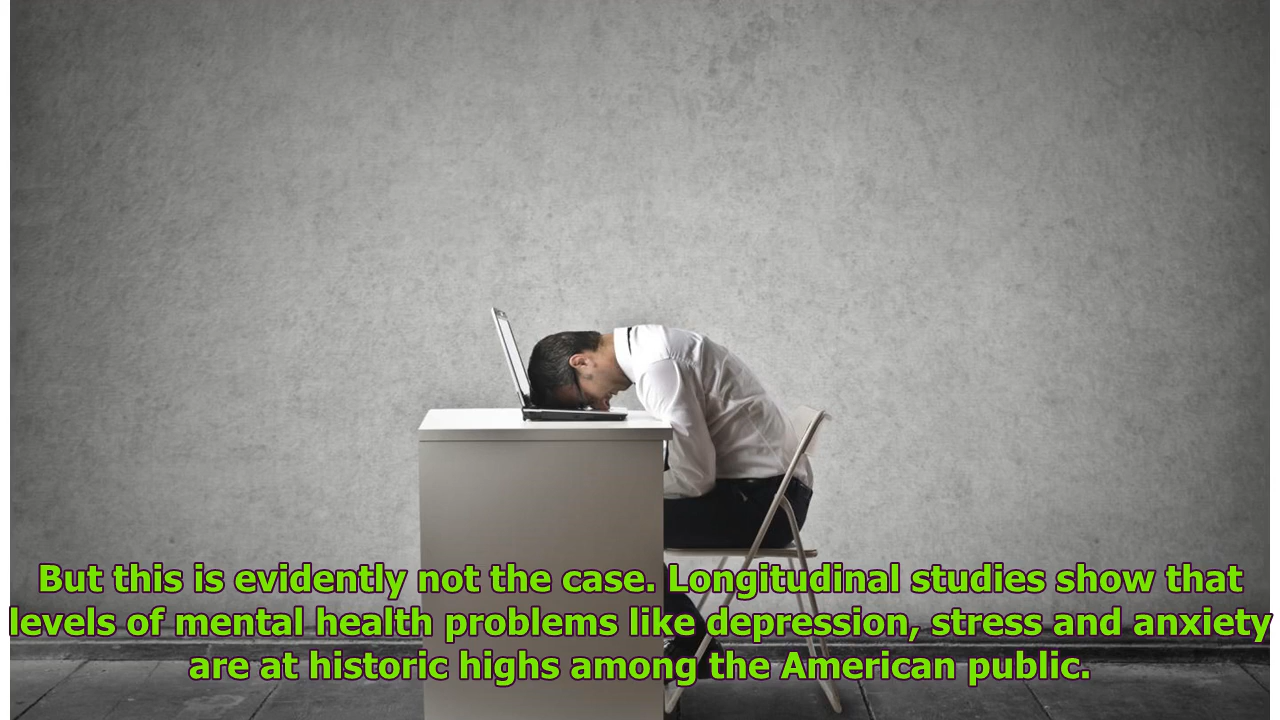 But this is evidently not the case. Longitudinal studies show that
levels of mental health problems like depression, stress and anxiety
are at historic highs among the American public.